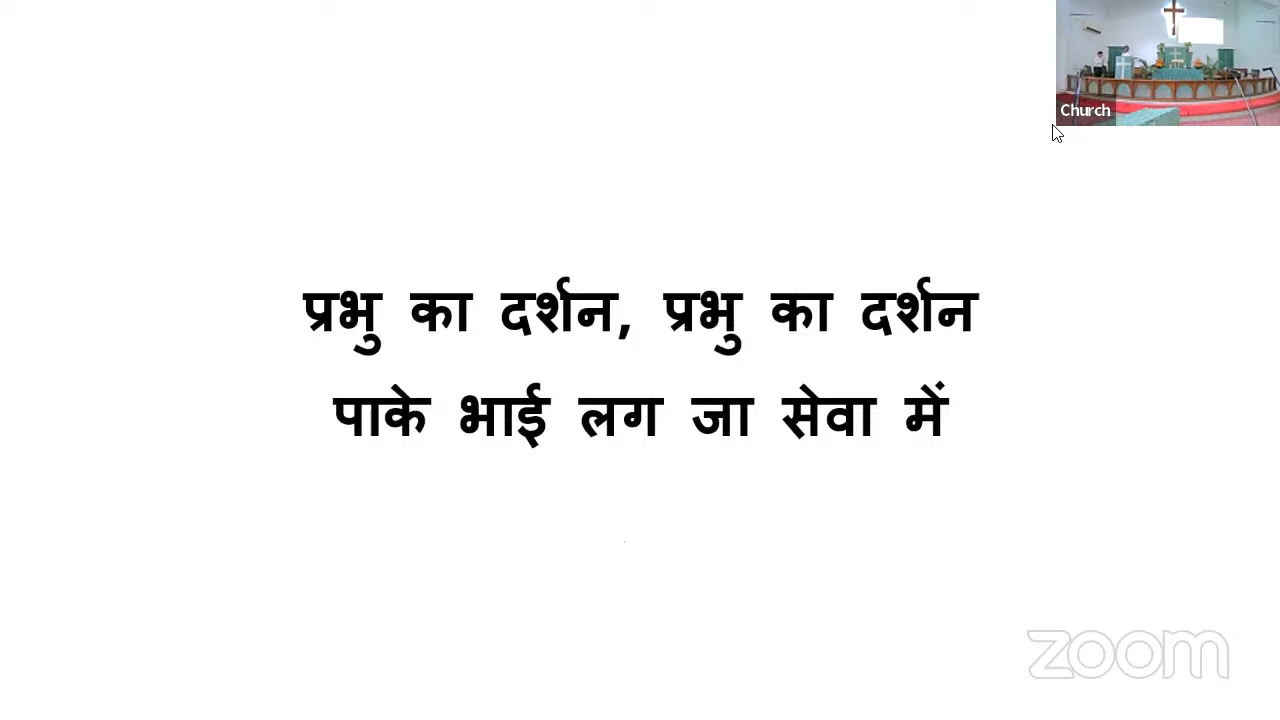 Church
प्रभु का दर्शन, प्रभु का दर्शन
पाके भाई लग जा सेवा में
zoom